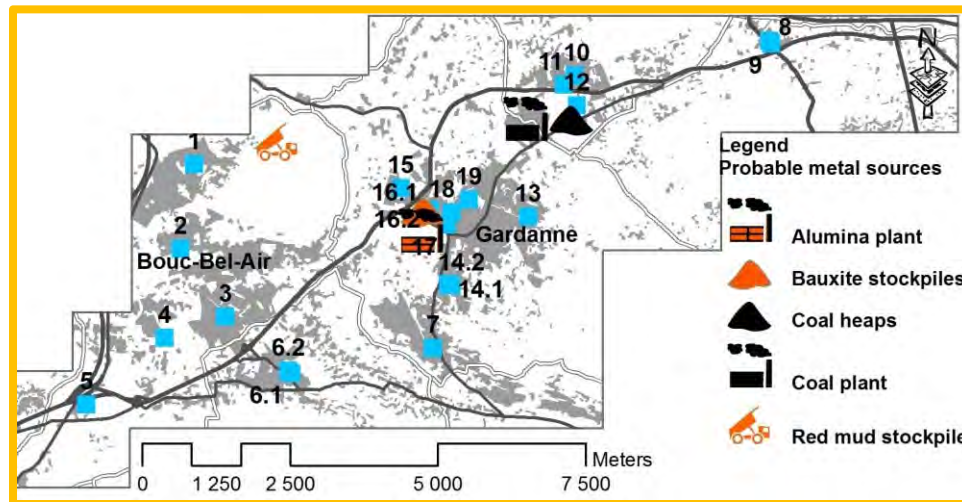 8
N
10
11
9
12
Legend
Probable metal sources
1
15
19
16.1
18
13
16.2
Alumina plant
17
Gardanne
2
Bouc-Bel-Air
14.2
Bauxite stockpiles
14.1
3
Coal heaps
4
7
6.2
Coal plant
5
6.1
Red mud stockpile
Meters
0 1 250 2 500 5 000 7 500